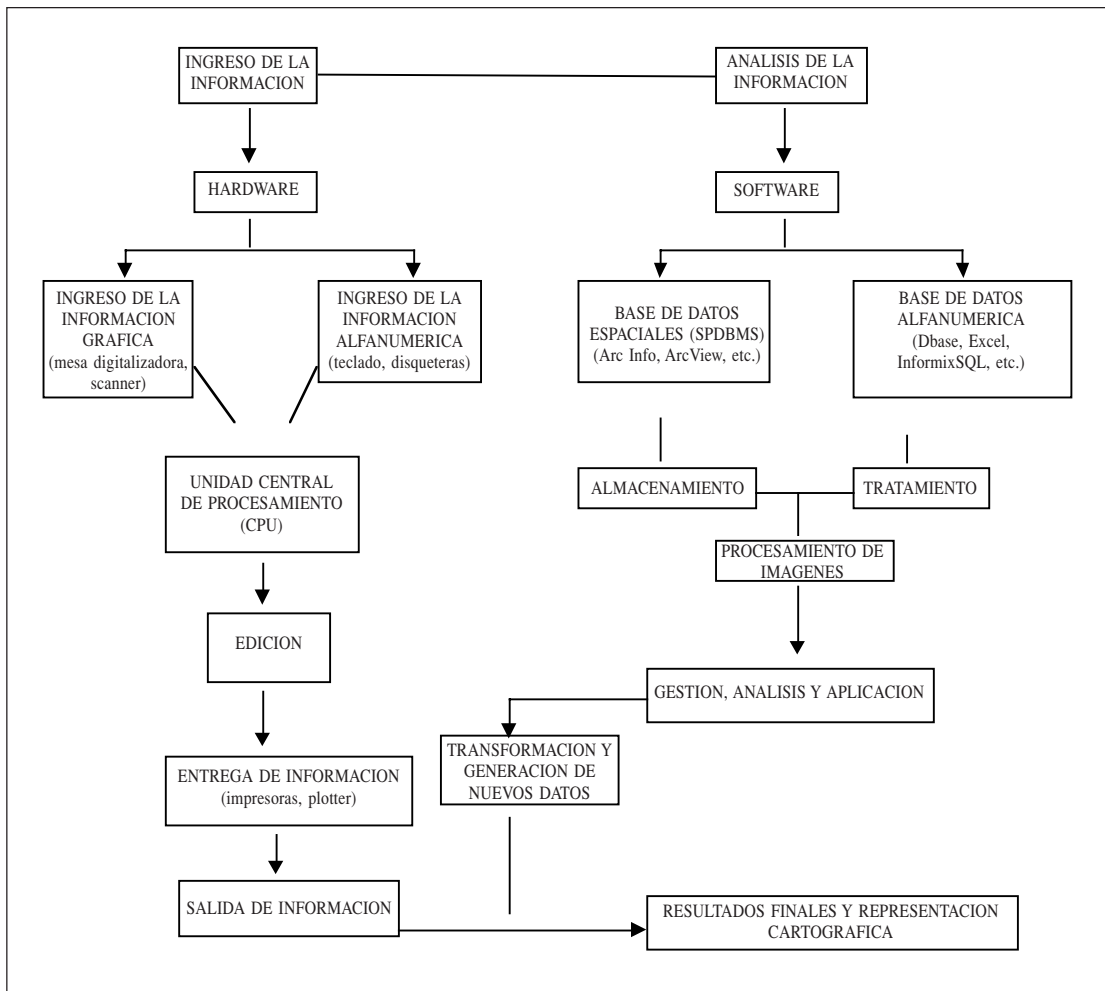 INGRESO DE LA
INFORMACION
ANALISIS DE LA
INFORMACION
HARDWARE
SOFTWARE
INGRESO DE LA
INFORMACION
GRAFICA
(mesa digitalizadora,
scanner)
INGRESO DE LA
INFORMACION
ALFANUMERICA
(teclado, disqueteras)
BASE DE DATOS
ESPACIALES (SPDBMS)
(Arc Info, ArcView, etc.)
BASE DE DATOS
ALFANUMERICA
(Dbase, Excel,
InformixSQL, etc.)
UNIDAD CENTRAL
DE PROCESAMIENTO
(CPU)
ALMACENAMIENTO
TRATAMIENTO
PROCESAMIENTO DE
IMAGENES
EDICION
GESTION, ANALISIS Y APLICACION
TRANSFORMACION Y
GENERACION DE
NUEVOS DATOS
ENTREGA DE INFORMACION
(impresoras, plotter)
SALIDA DE INFORMACION
RESULTADOS FINALES Y REPRESENTACION
CARTOGRAFICA